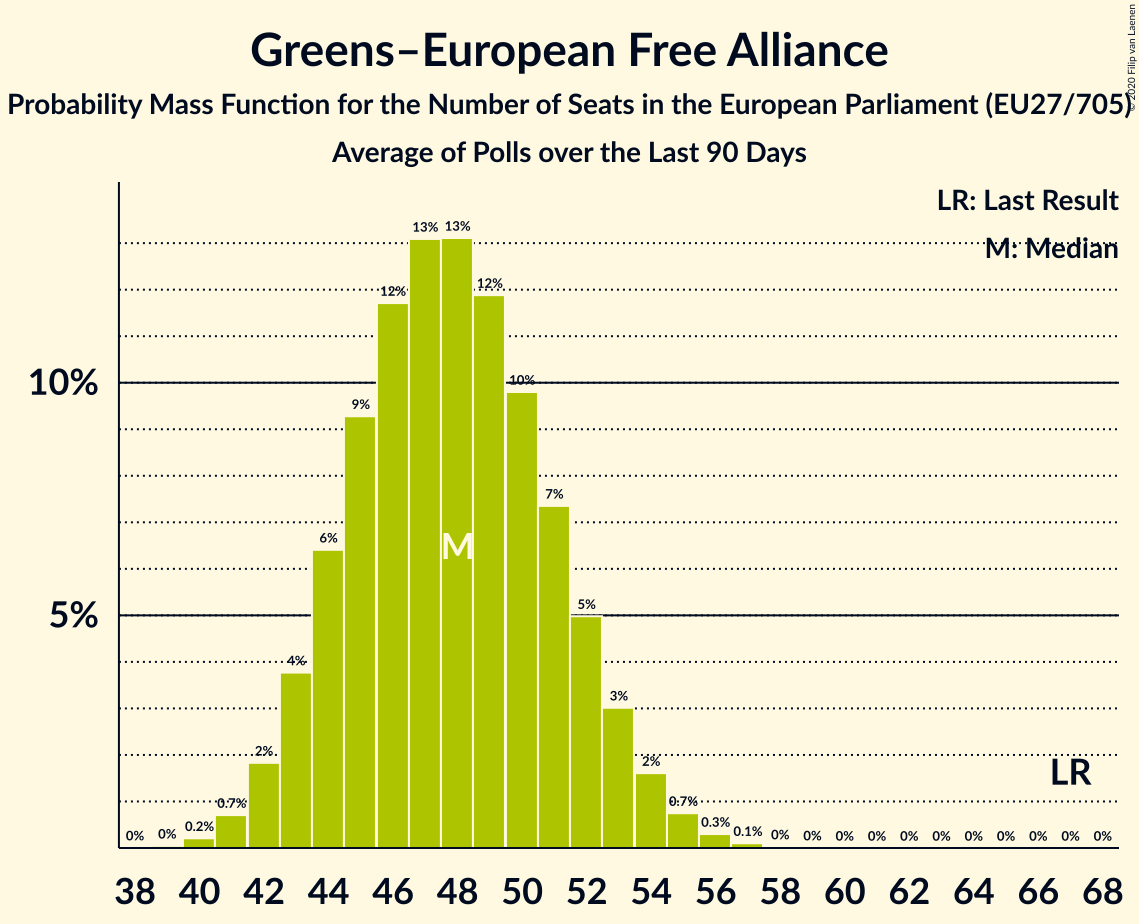 © 2020 Filip van Laenen
Greens–European Free Alliance
Probability Mass Function for the Number of Seats in the European Parliament (EU27/705)
Average of Polls over the Last 90 Days
LR: Last Result
M: Median
10%
5%
0% 0% 0.2% 0.7% 2% 4% 6% 9% 12% 13% 13% 12% 10% 7% 5% 3% 2% 0.7% 0.3% 0.1% 0% 0% 0% 0% 0% 0% 0% 0% 0% 0% 0%
M
LR
38 40 42 44 46 48 50 52 54 56 58 60 62 64 66 68